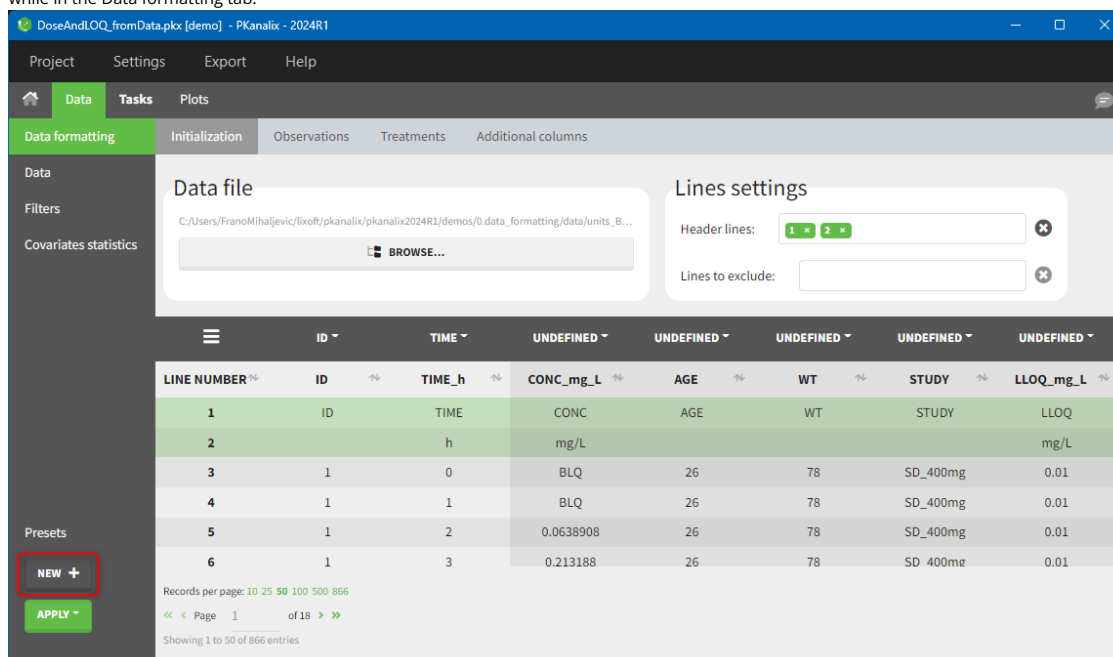 while in the Data formatting tab.
DoseAndLOQ_fromData.pkx [demo] - PKanalix - 2024R1
Project Settings Export Help
Data Tasks Plots
Data formatting Initialization Observations Treatments Additional columns
Data
Filters
Covariates statistics
Data file
C:/Users/FranoMihaljevic/lixoft/pkanalix/pkanalix2024R1/demos/0.data_formatting/data/units_B...
BROWSE...
Lines settings
Header lines: 1 × 2 ×
Lines to exclude:
ID TIME UNDEFINED UNDEFINED UNDEFINED UNDEFINED UNDEFINED
LINE NUMBER ID TIME_h CONC_mg_L AGE WT STUDY LLOQ_mg_L
1 ID TIME CONC AGE WT STUDY LLOQ
2 h mg/L mg/L
3 1 0 BLQ 26 78 SD_400mg 0.01
4 1 1 BLQ 26 78 SD_400mg 0.01
5 1 2 0.0638908 26 78 SD_400mg 0.01
6 1 3 0.213188 26 78 SD_400mg 0.01
Presets
NEW +
APPLY
Records per page: 10 25 50 100 500 866
« < Page 1 of 18 > »
Showing 1 to 50 of 866 entries